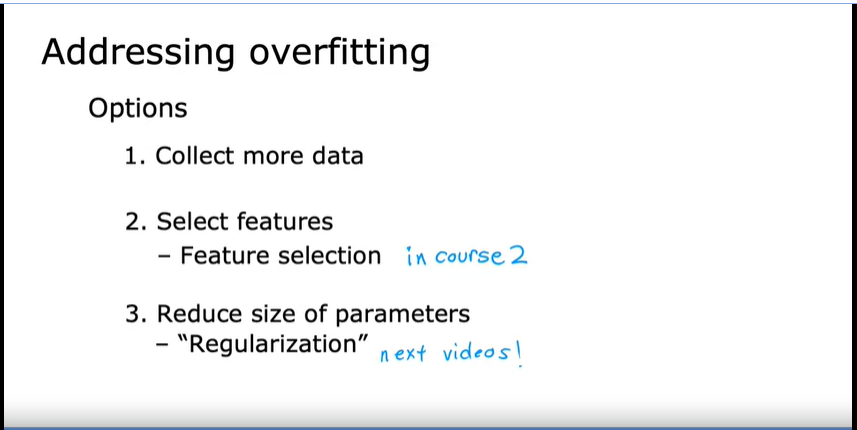 Addressing overfitting
Options
1. Collect more data
2. Select features
– Feature selection in course 2
3. Reduce size of parameters
– “Regularization” next videos!